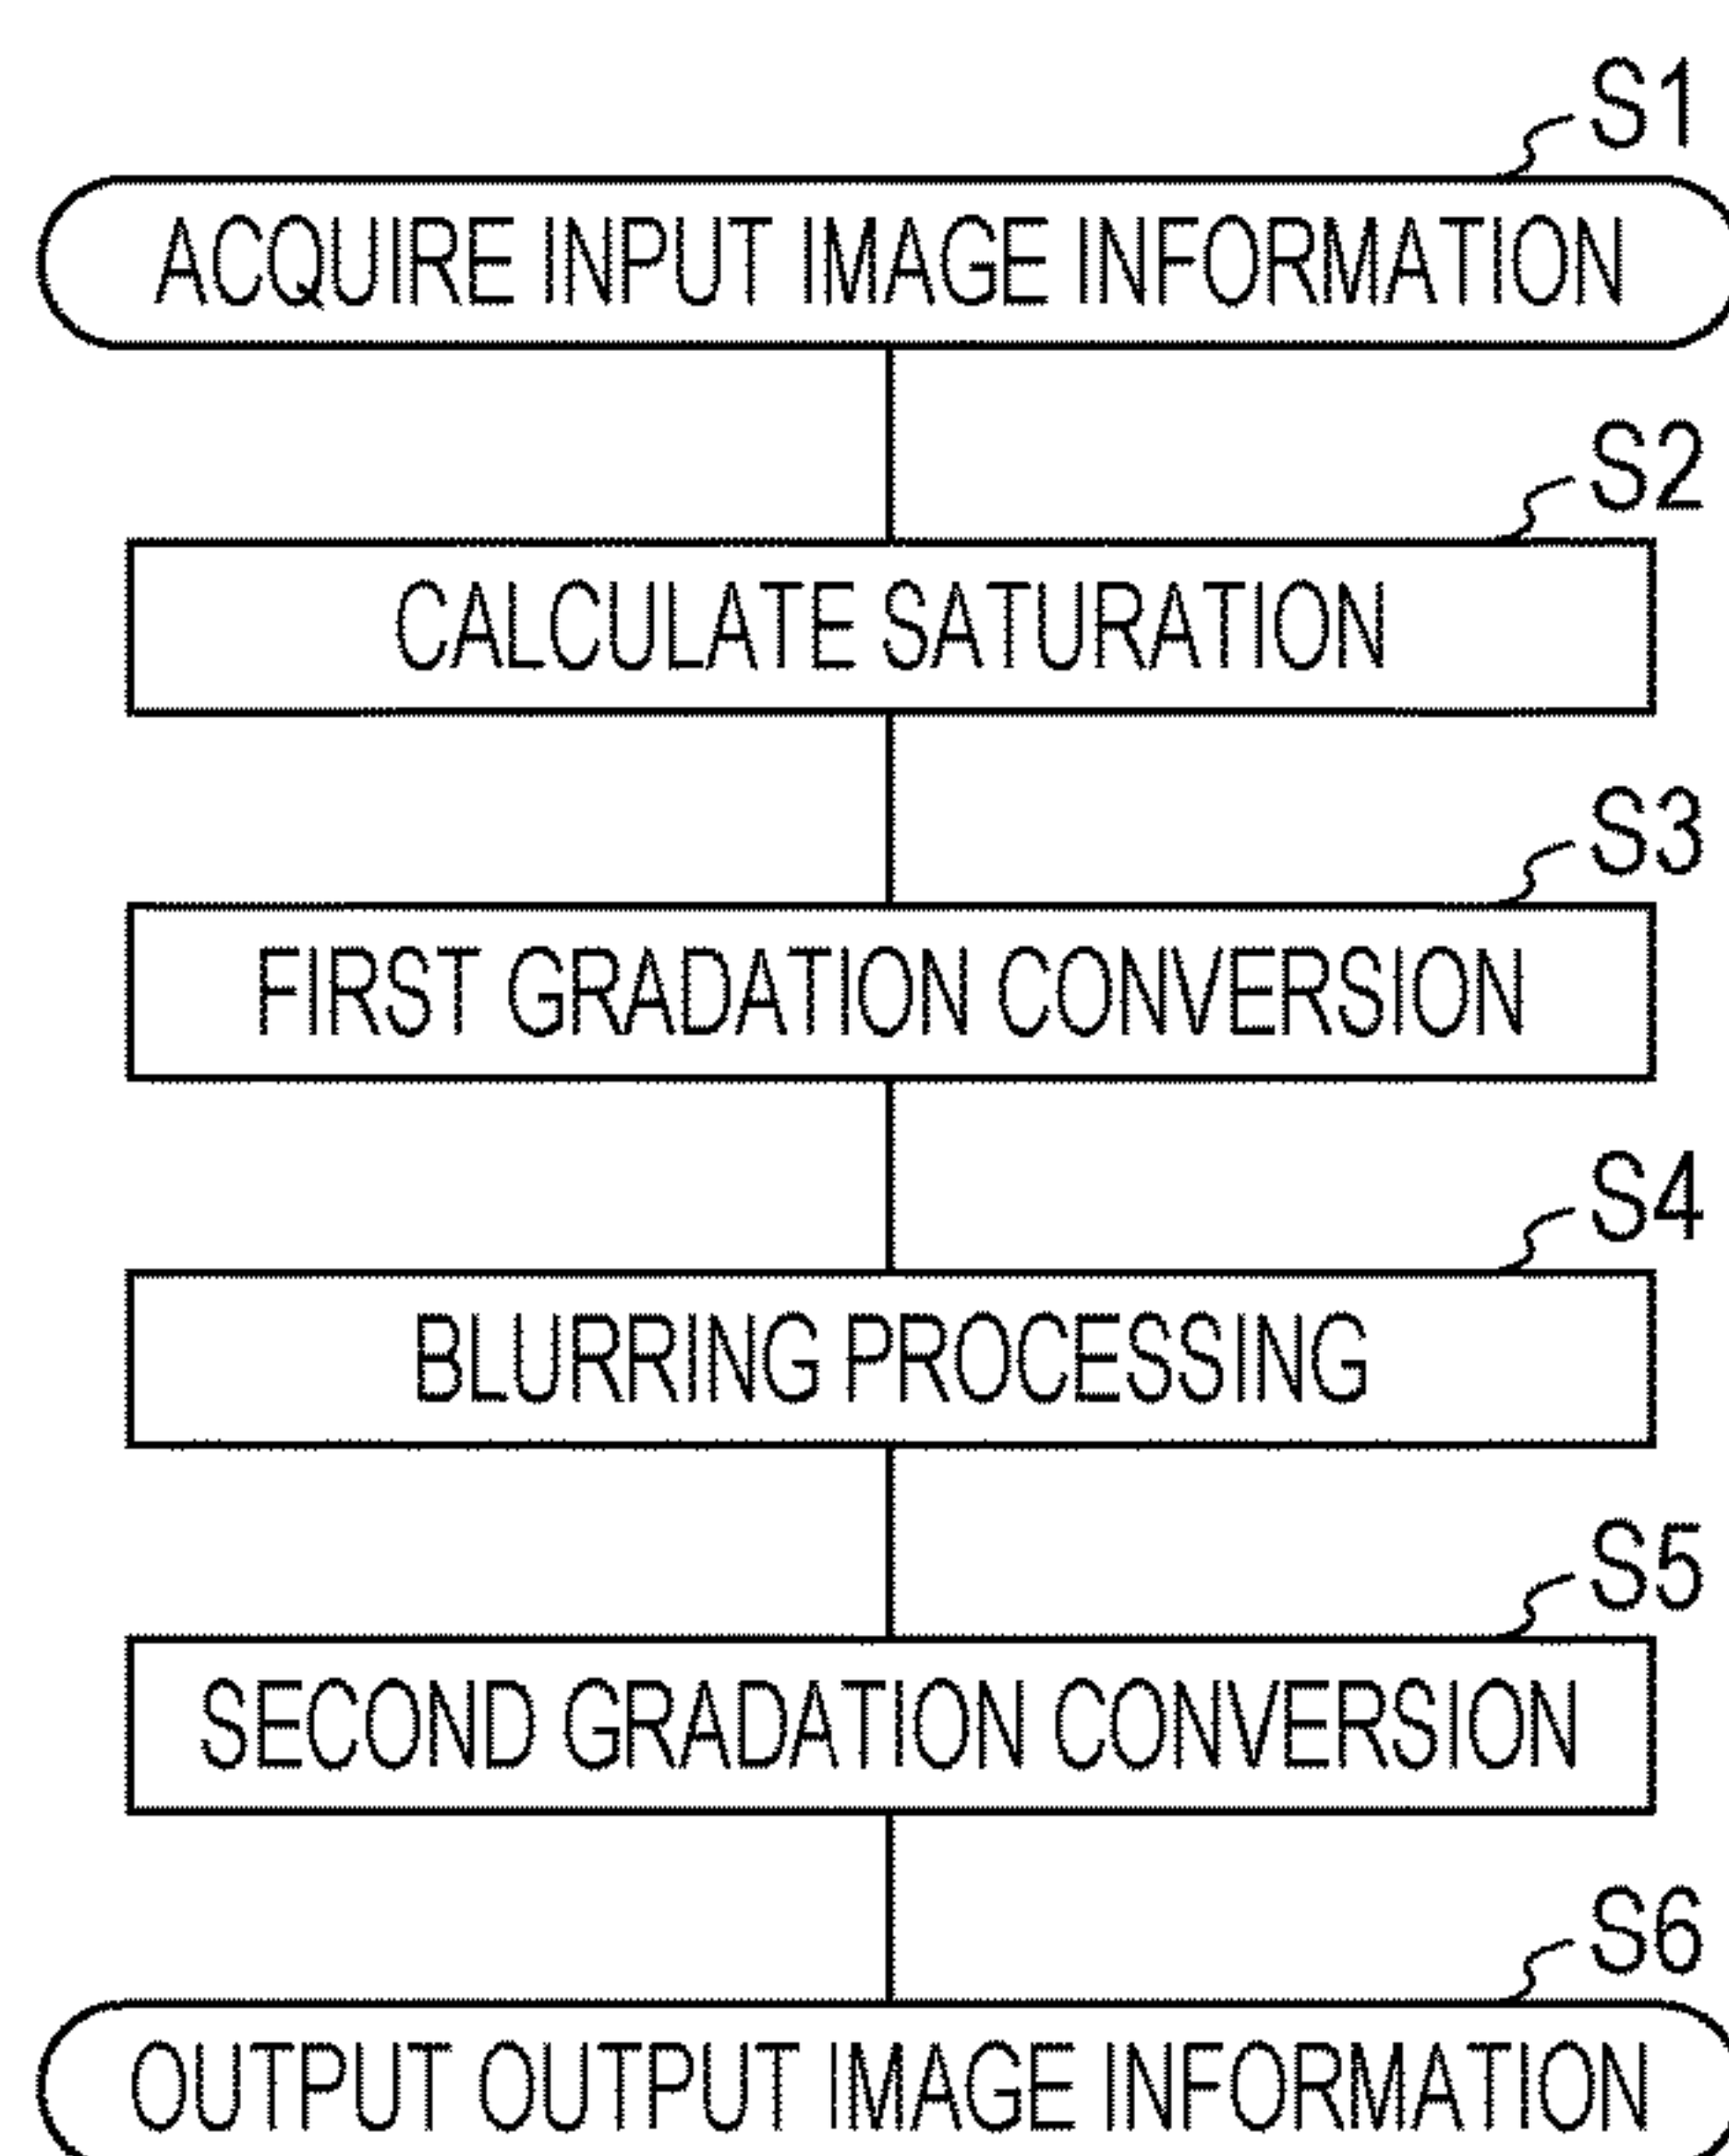 S1
ACQUIRE INPUT IMAGE INFORMATION
S2
CALCULATE SATURATION
S3
FIRST GRADATION CONVERSION
S4
BLURRING PROCESSING
S5
SECOND GRADATION CONVERSION
S6
OUTPUT OUTPUT IMAGE INFORMATION